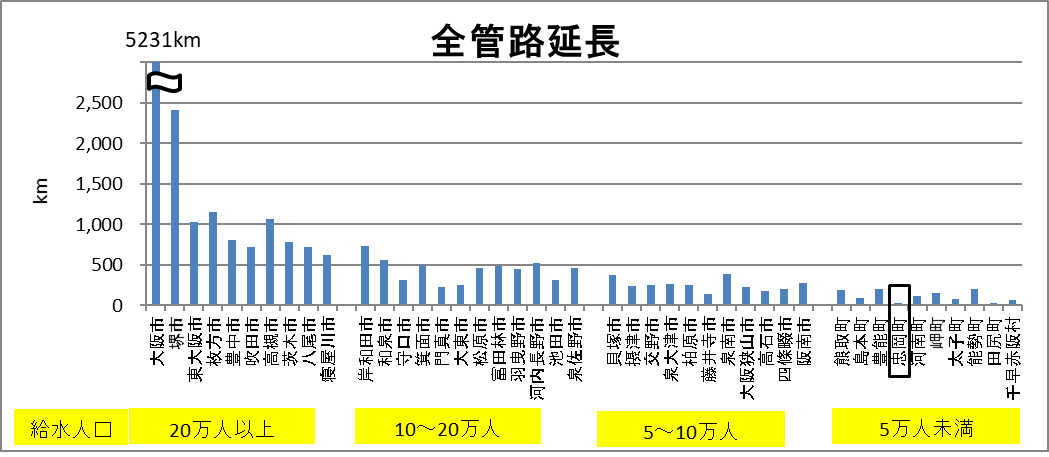 全管路延長
5231km
km
2,500
2,000
1,500
1,000
500
0
大阪市
堺市
東大阪市
枚方市
豊中市
吹田市
高槻市
茨木市
八尾市
寝屋川市
岸和田市
和泉市
守口市
箕面市
門真市
大東市
松原市
富田林市
羽曳野市
河内長野市
池田市
泉佐野市
貝塚市
摂津市
交野市
泉大津市
柏原市
藤井寺市
泉南市
大阪狭山市
高石市
四條畷市
阪南市
熊取町
島本町
豊能町
忠岡町
河南町
岬町
太子町
能勢町
田尻町
千早赤阪村
給水人口
20万人以上
10～20万人
5～10万人
5万人未満